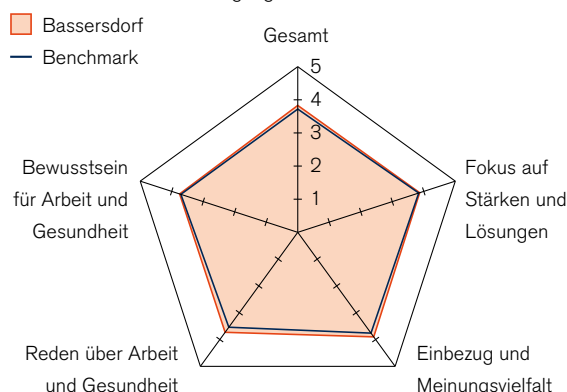 Bassersdorf
Benchmark
Gesamt
5
4
3
2
1
Fokus auf
Stärken und
Lösungen
Einbezug und
Meinungsvielfalt
Reden über Arbeit
und Gesundheit
Bewusstsein
für Arbeit und
Gesundheit